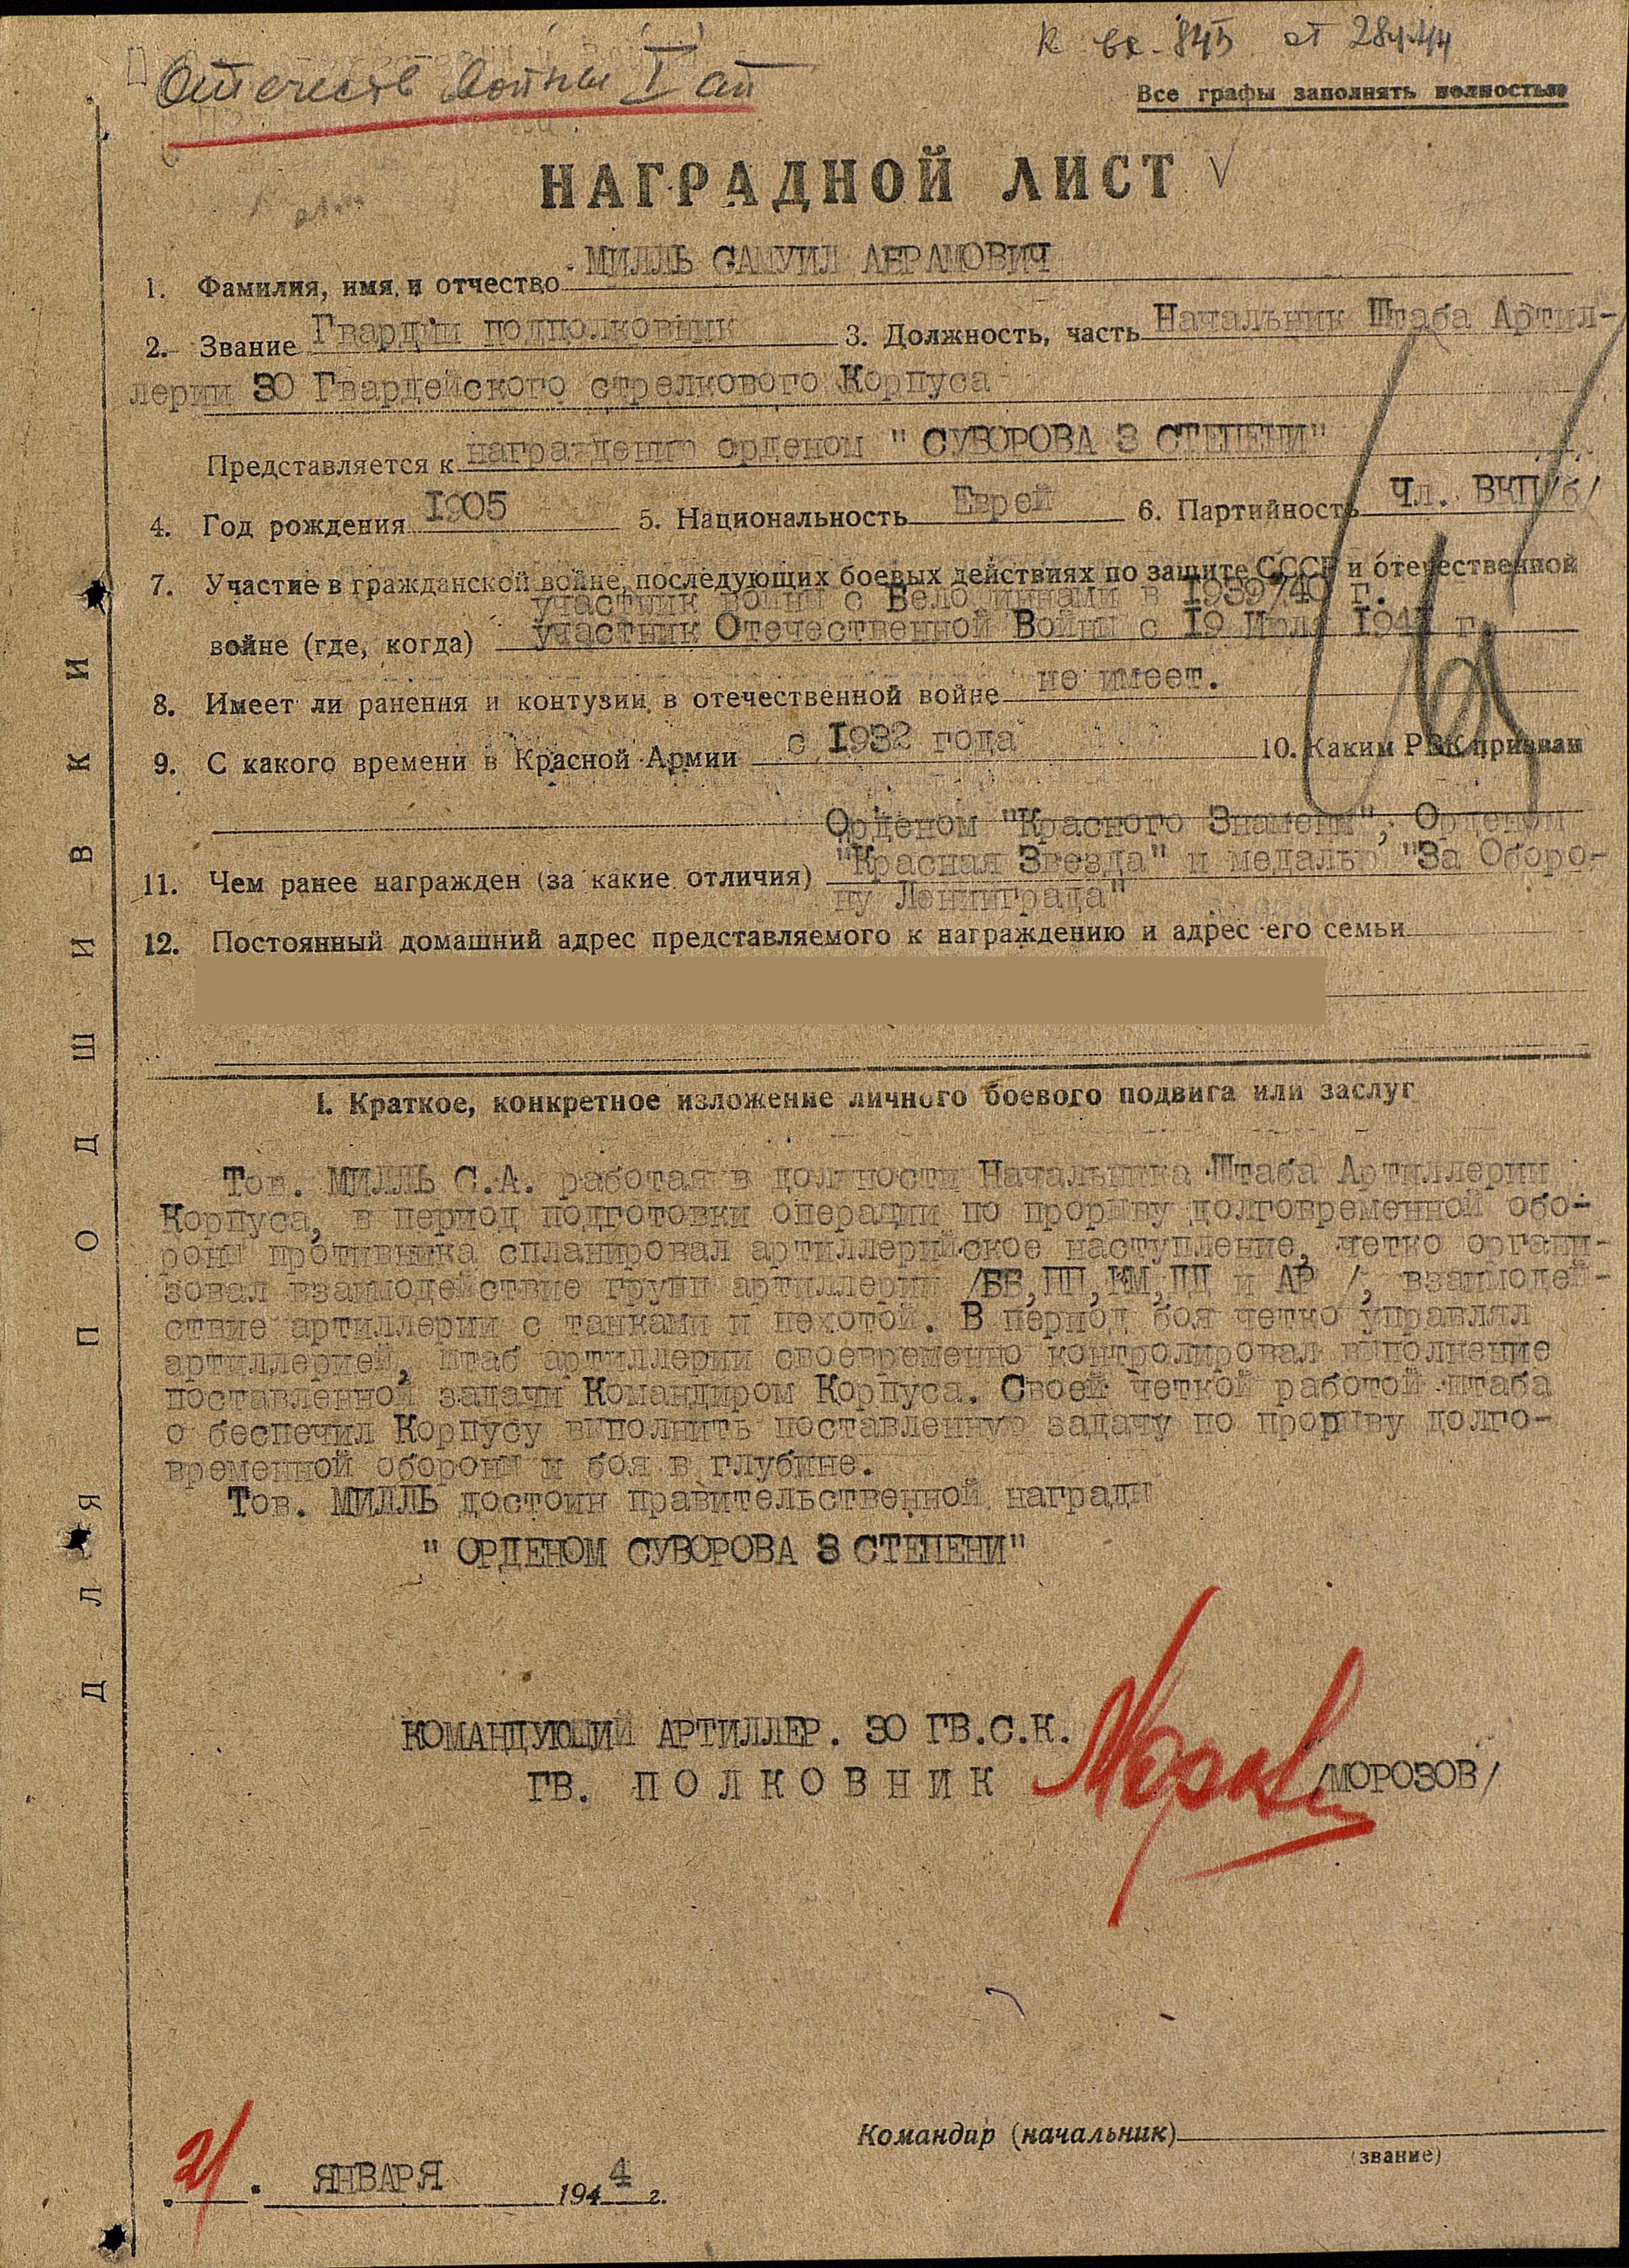 к вх. 845 от 28.1.44
Отечеств войны I ст
Все графы заполнять полностью
НАГРАДНОЙ ЛИСТ
1. Фамилия, имя и отчество МИЛЛЬ САМУИЛ АБРАМОВИЧ
2. Звание Гвардии подполковник 3. Должность, часть Начальник Штаба Артил-
лерии 30 Гвардейского стрелкового Корпуса
Представляется к награждению орденом " СУВОРОВА 3 СТЕПЕНИ"
4. Год рождения 1905 5. Национальность Еврей 6. Партийность Чл. ВКП/б/
7. Участие в гражданской войне, последующих боевых действиях по защите СССР и отечественной
участник войны с Белофиннами в 1939/40 г.
войне (где, когда) участник Отечественной Войны с 19 Июля 1941 г.
8. Имеет ли ранения и контузии в отечественной войне не имеет.
9. С какого времени в Красной Армии с 1932 года 10. Каким РВК призван
Орденом "Красного Знамени", Орденом
11. Чем ранее награжден (за какие отличия) "Красная Звезда" и медалью "За Оборо-
ну Ленинграда"
12. Постоянный домашний адрес представляемого к награждению и адрес его семьи
I. Краткое, конкретное изложение личного боевого подвига или заслуг
Тов. МИЛЛЬ С.А. работая в должности Начальника Штаба Артиллерии
Корпуса, в период подготовки операции по прорыву долговременной обо-
роны противника спланировал артиллерийское наступление, четко органи-
зовал взаимодействие групп артиллерии /ББ,ПП,КМ,ДД и АР /, взаимодей-
ствие артиллерии с танками и пехотой. В период боя четко управлял
артиллерией, штаб артиллерии своевременно контролировал выполнение
поставленной задачи Командиром Корпуса. Своей четкой работой штаба
о беспечил Корпусу выполнить поставленную задачу по прорыву долго-
временной обороны и боя в глубине.
Тов. МИЛЛЬ достоин правительственной награды
" ОРДЕНОМ СУВОРОВА 3 СТЕПЕНИ"
КОМАНДУЮЩИЙ АРТИЛЛЕР. 30 ГВ.С.К.
ГВ. ПОЛКОВНИК /МОРОЗОВ/
Командир (начальник)
(звание)
21. ЯНВАРЯ 1944 г.
ДЛЯ ПОДШИВКИ